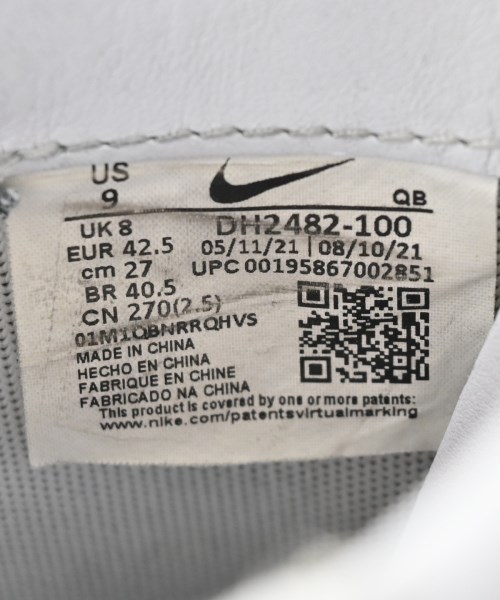 US
9
QB
UK 8
DH2482-100
EUR 42.5
05/11/21 | 08/10/21
cm 27
UPC 00195867002851
BR 40.5
CN 270(2.5)
01M1QBNRRQHVS
MADE IN CHINA
HECHO EN CHINA
FABRIQUE EN CHINE
FABRICADO NA CHINA
This product is covered by one or more patents:
www.nike.com/patentsvirtualmarking